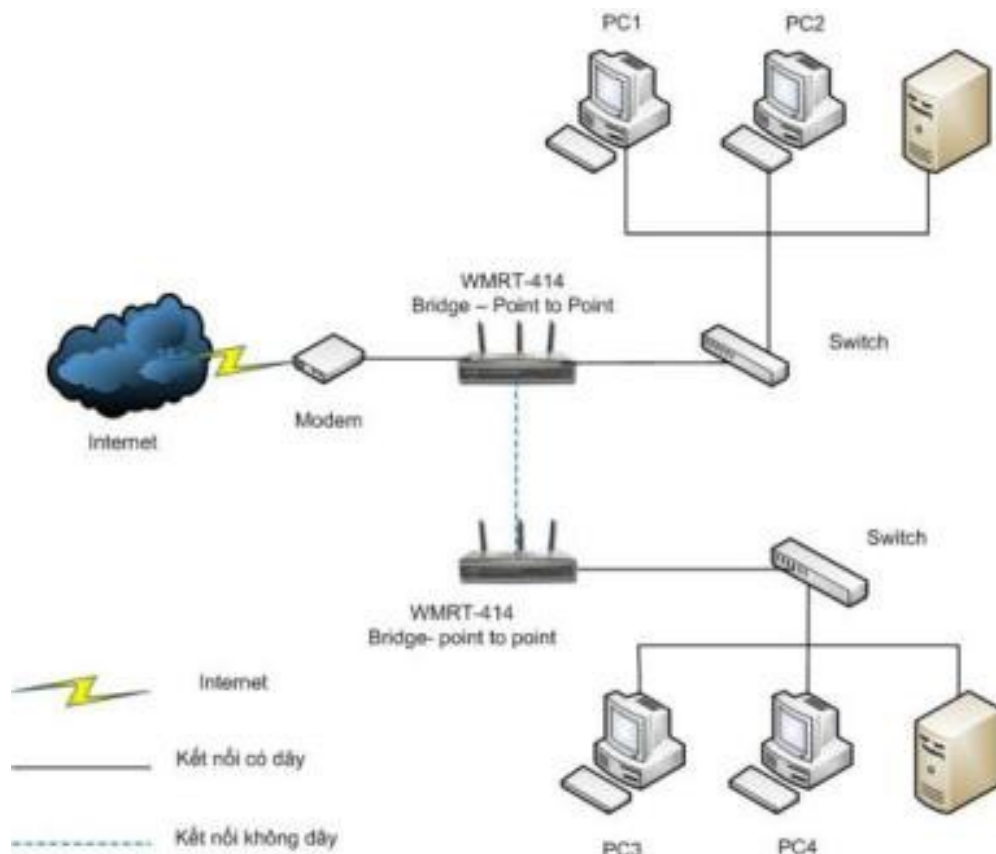 PC1
PC2
WMRT-414
Bridge – Point to Point
Switch
Modem
Internet
Switch
WMRT-414
Bridge- point to point
Internet
Kết nối có dây
Kết nối không dây
PC3
PC4